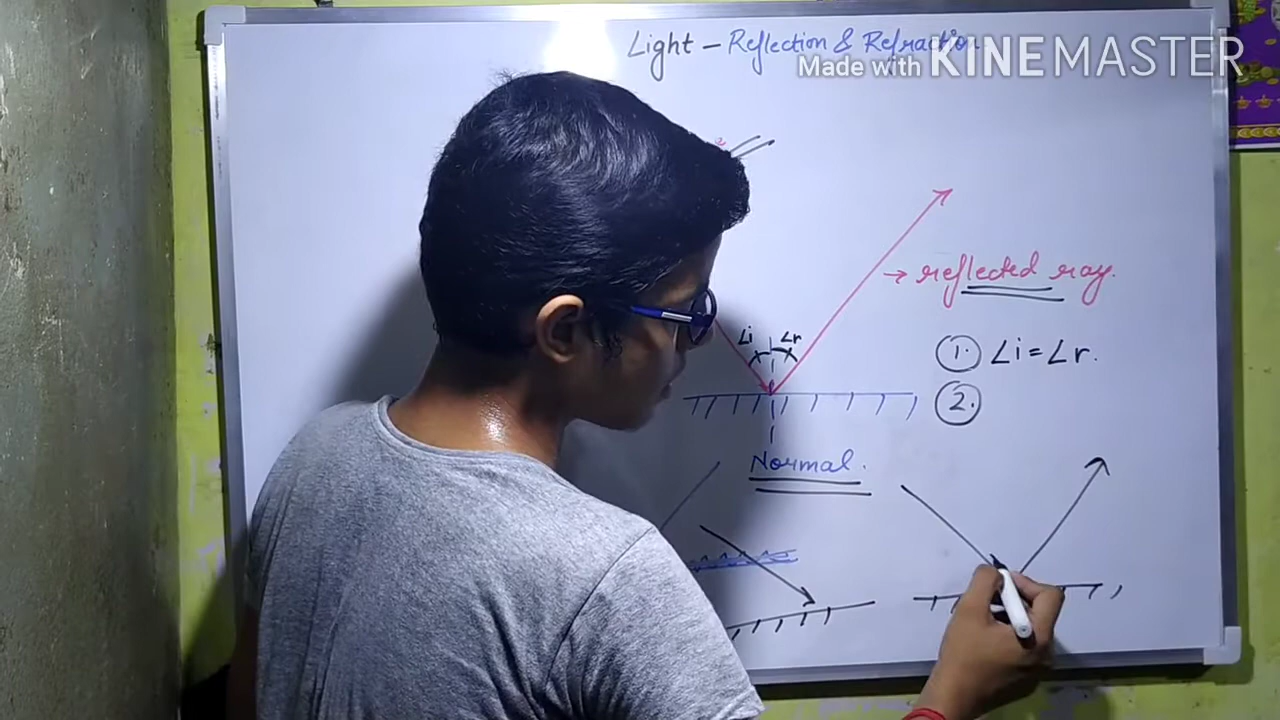 Light – Reflection & Refraction
Made with KINEMASTER
→ reflected ray.
∠i ∠r
① ∠i = ∠r.
②
Normal.